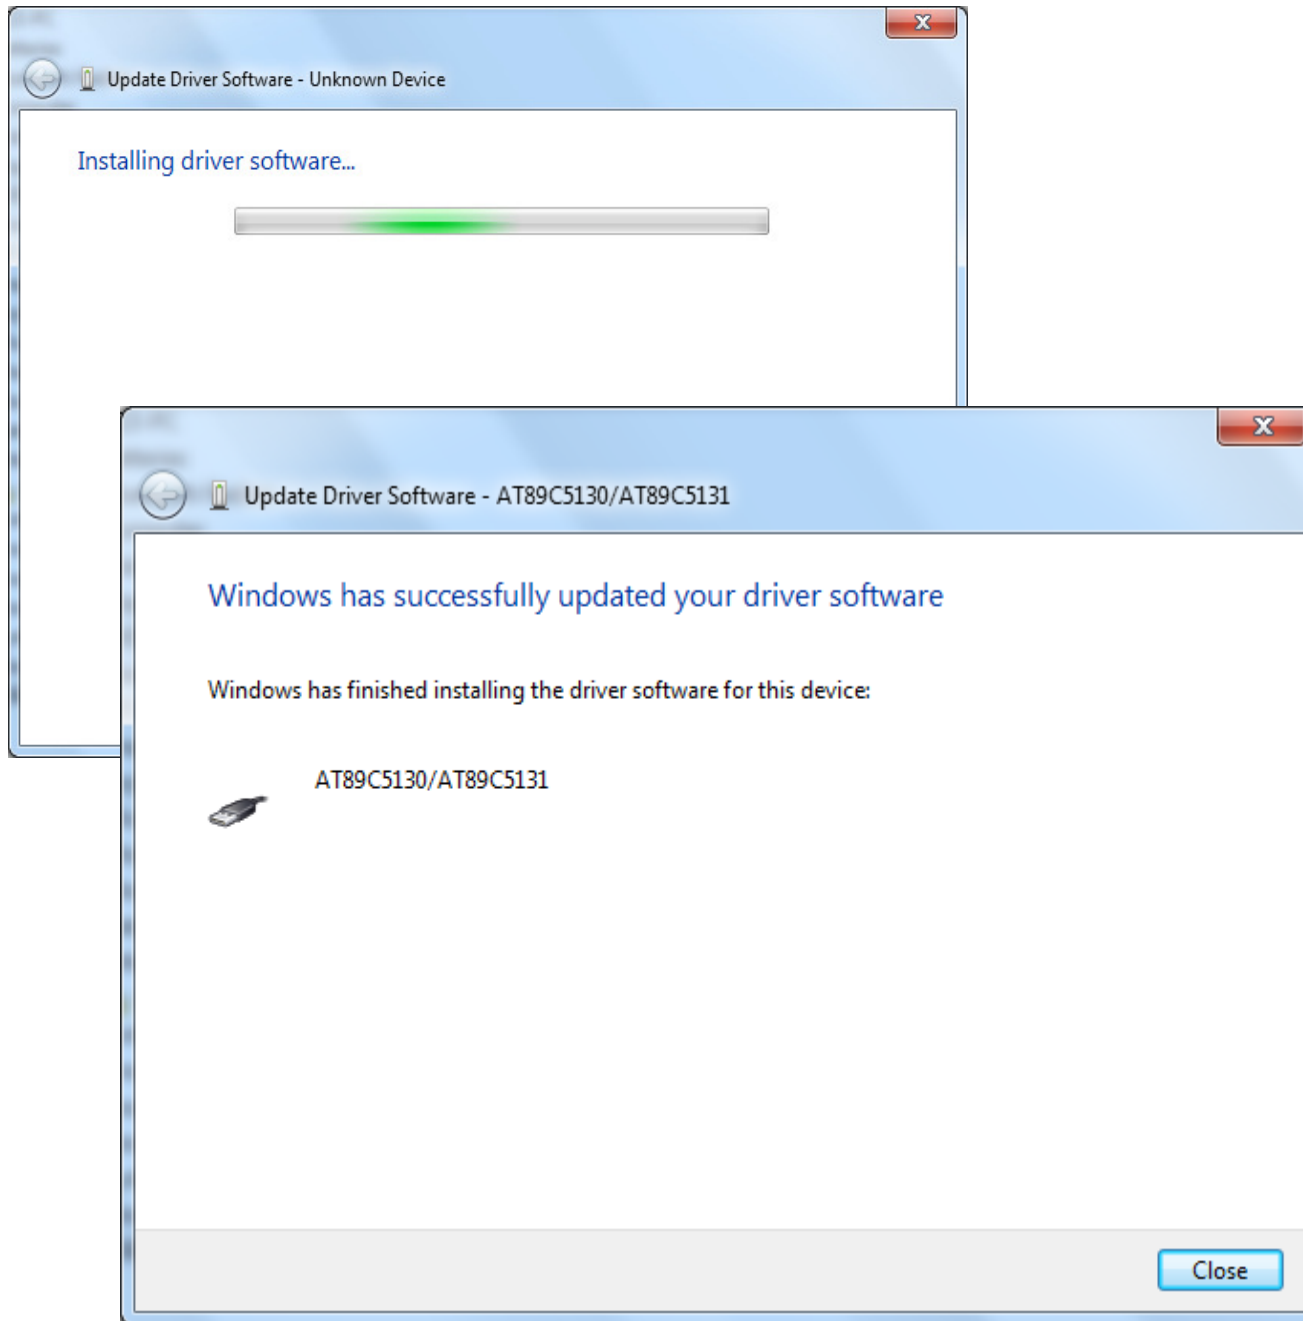 Update Driver Software - Unknown Device
Installing driver software...
Update Driver Software - AT89C5130/AT89C5131
Windows has successfully updated your driver software
Windows has finished installing the driver software for this device:
AT89C5130/AT89C5131
Close